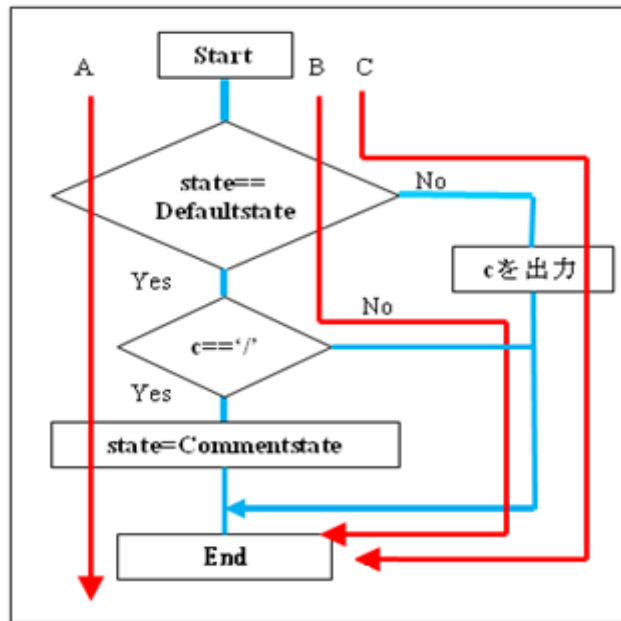 A
Start
B
C
state==
Defaultstate
No
Yes
cを出力
No
c==‘/’
Yes
state=Commentstate
End